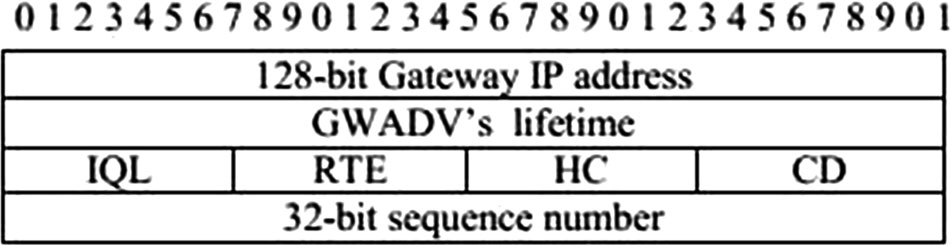 0 1 2 3 4 5 6 7 8 9 0 1 2 3 4 5 6 7 8 9 0 1 2 3 4 5 6 7 8 9 0 1
128-bit Gateway IP address
GWADV's lifetime
IQL RTE HC CD
32-bit sequence number